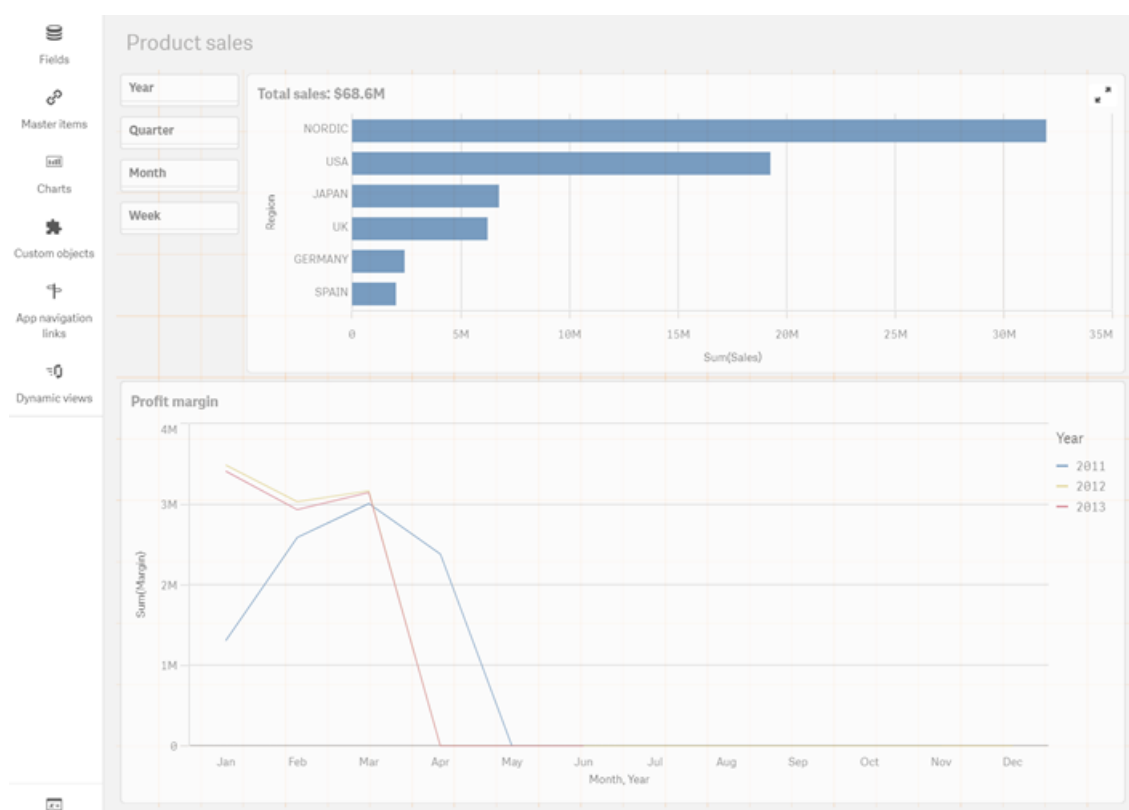 Fields
Master items
Charts
Custom objects
App navigation
links
Dynamic views
Product sales
Year
Quarter
Month
Week
Total sales: $68.6M
Region
NORDIC
USA
JAPAN
UK
GERMANY
SPAIN
0 5M 10M 15M 20M 25M 30M 35M
Sum(Sales)
Profit margin
Sum(Margin)
4M
3M
2M
1M
0
Jan Feb Mar Apr May Jun Jul Aug Sep Oct Nov Dec
Month, Year
Year
2011
2012
2013